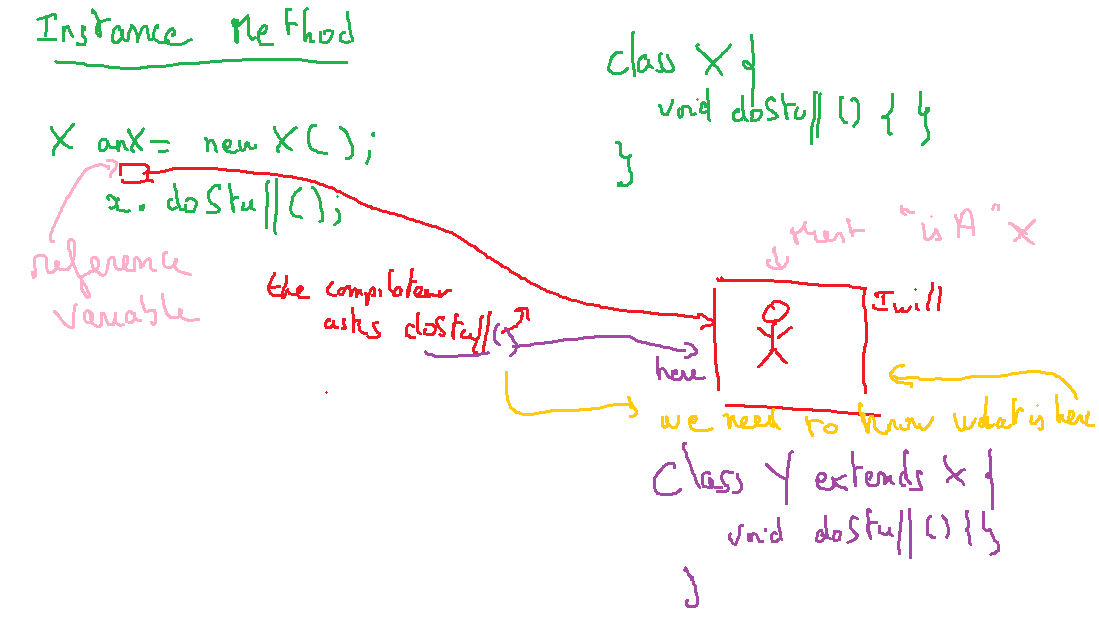 Instance Method
class X {
void doStuff() { }
}
X anX = new X();
x. doStuff();
reference
variable
that "is A" X
the compilateur
asks doStuff()
I will
here
we need to know what is here
Class Y extends X {
void doStuff() { }
}